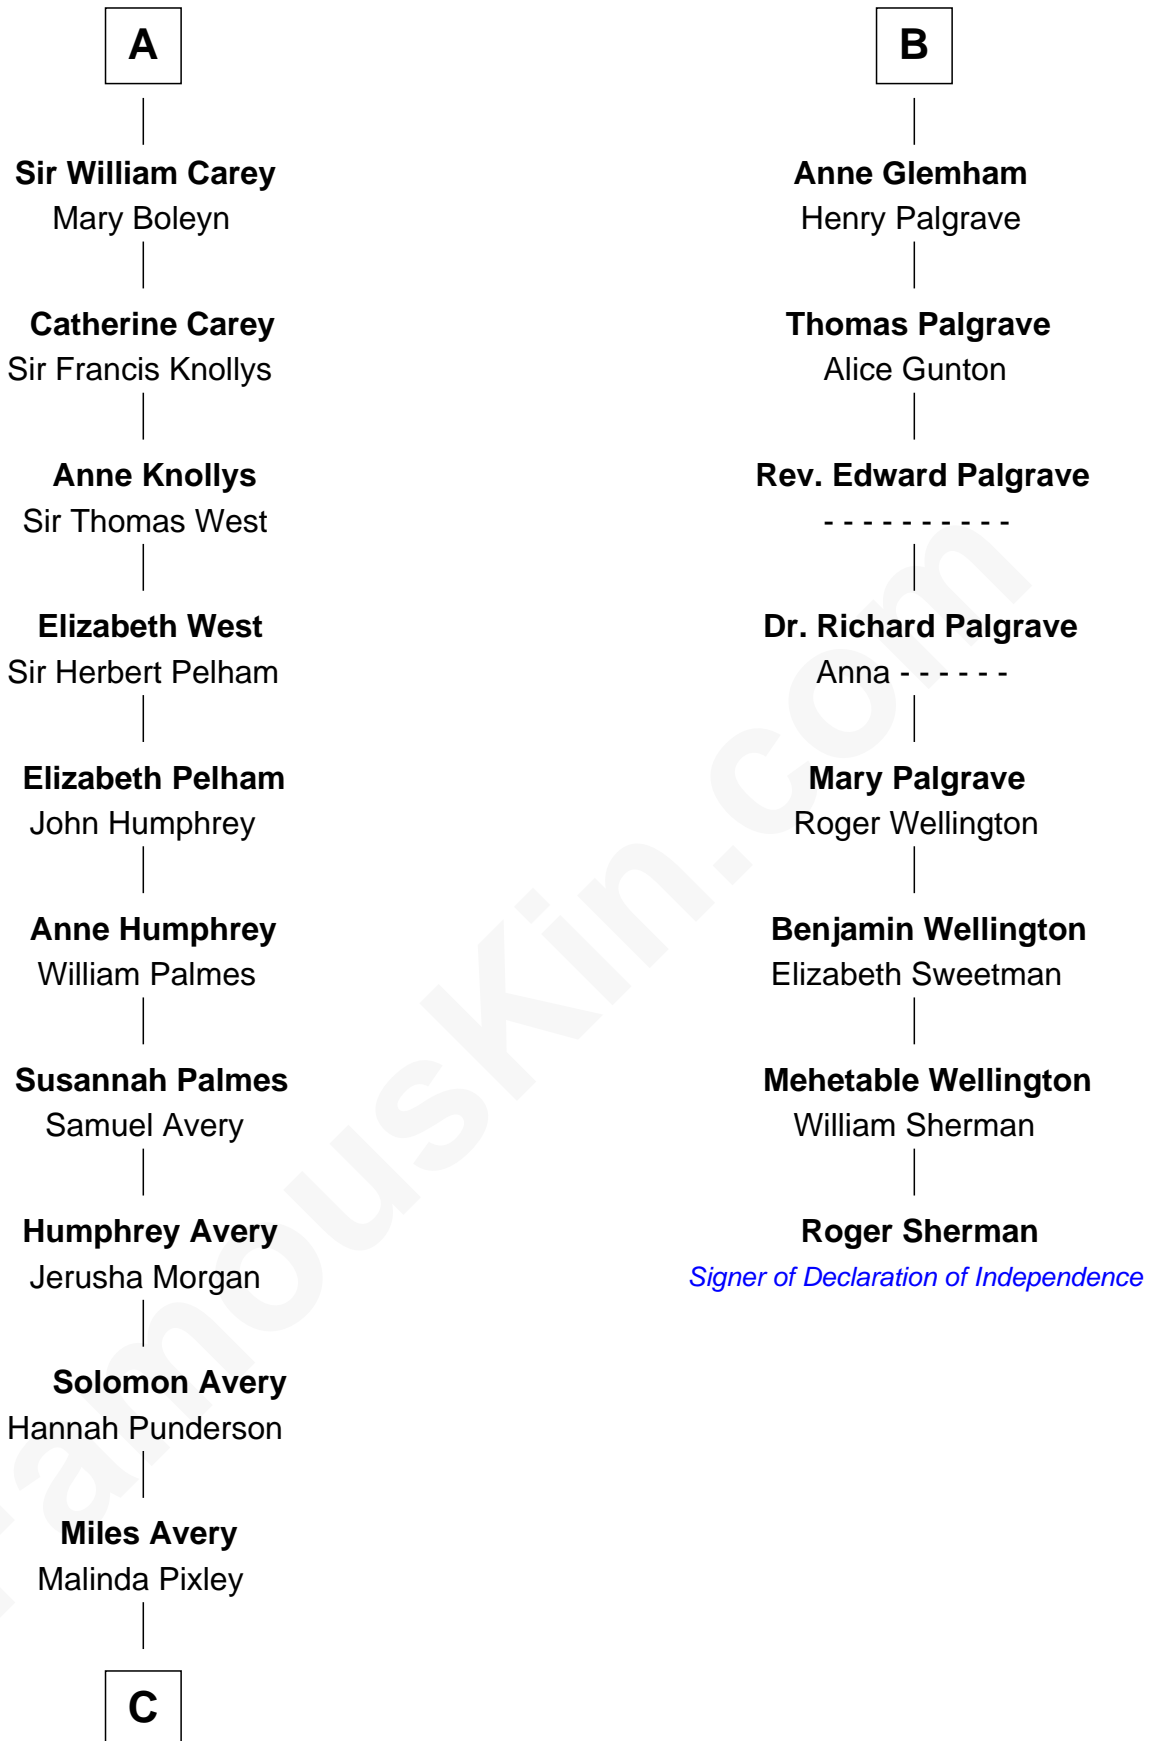 A
Sir William Carey
Mary Boleyn
Catherine Carey
Sir Francis Knollys
Anne Knollys
Sir Thomas West
Elizabeth West
Sir Herbert Pelham
Elizabeth Pelham
John Humphrey
Anne Humphrey
William Palmes
Susannah Palmes
Samuel Avery
Humphrey Avery
Jerusha Morgan
Solomon Avery
Hannah Punderson
Miles Avery
Malinda Pixley
C
B
Anne Glemham
Henry Palgrave
Thomas Palgrave
Alice Gunton
Rev. Edward Palgrave
- - - - - - - - - -
Dr. Richard Palgrave
Anna - - - - - -
Mary Palgrave
Roger Wellington
Benjamin Wellington
Elizabeth Sweetman
Mehetable Wellington
William Sherman
Roger Sherman
Signer of Declaration of Independence
FamousKin.com